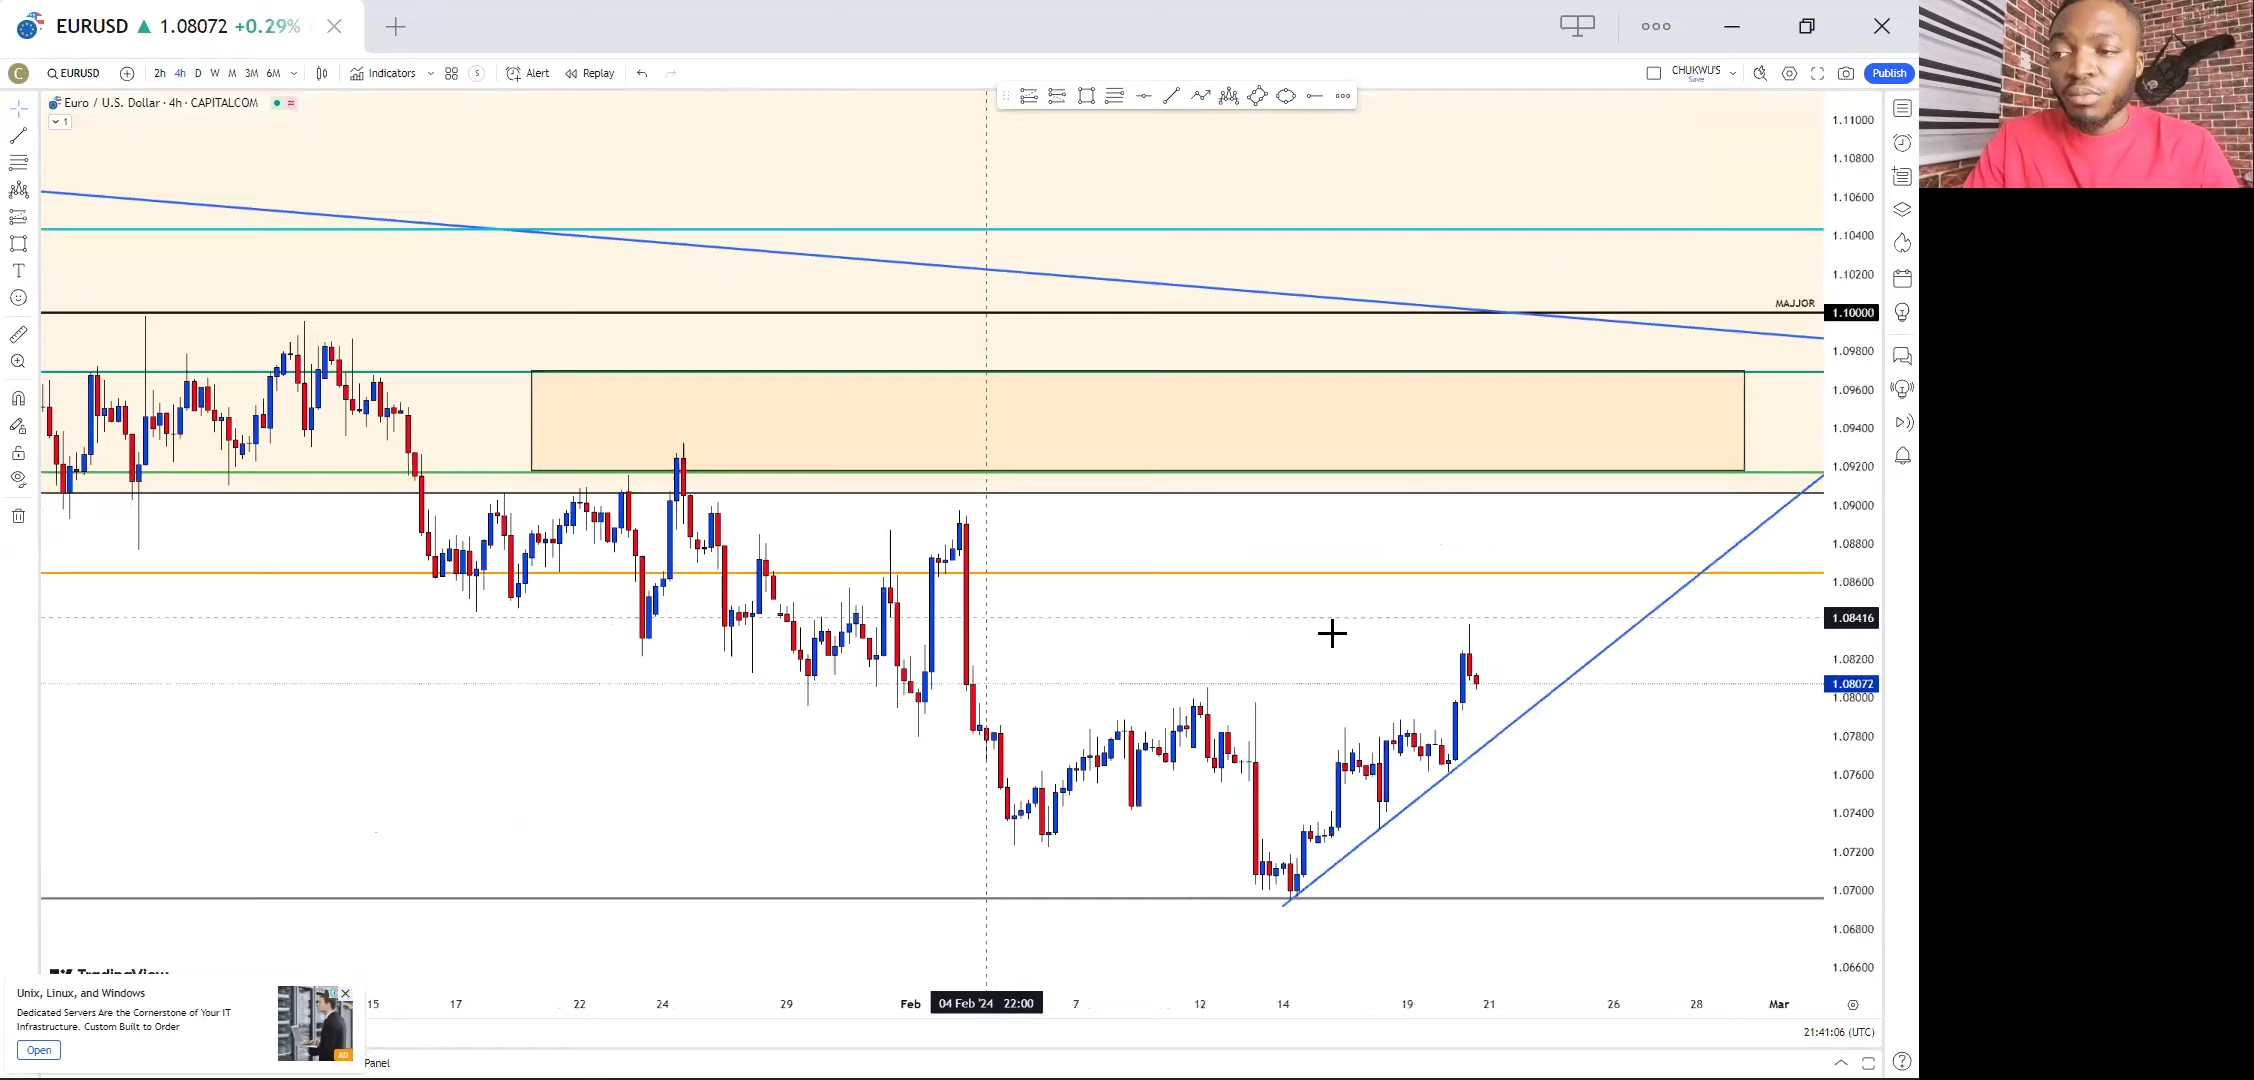 EURUSD ▲ 1.08072 +0.29%
C EURUSD 2h 4h D W M 3M 6M Indicators S Alert Replay CHUKWU'S Publish
Save
Euro / U.S. Dollar · 4h · CAPITALCOM
1
1.11000
1.10800
1.10600
1.10400
1.10200
MAJJOR 1.10000
1.09800
1.09600
1.09400
1.09200
1.09000
1.08800
1.08600
1.08416
1.08200
1.08072
1.08000
1.07800
1.07600
1.07400
1.07200
1.07000
1.06800
1.06600
TradingView
Unix, Linux, and Windows
Dedicated Servers Are the Cornerstone of Your IT
Infrastructure. Custom Built to Order
Open
AD
15 17 22 24 29 Feb 04 Feb '24 22:00 7 12 14 19 21 26 28 Mar
21:41:06 (UTC)
Panel